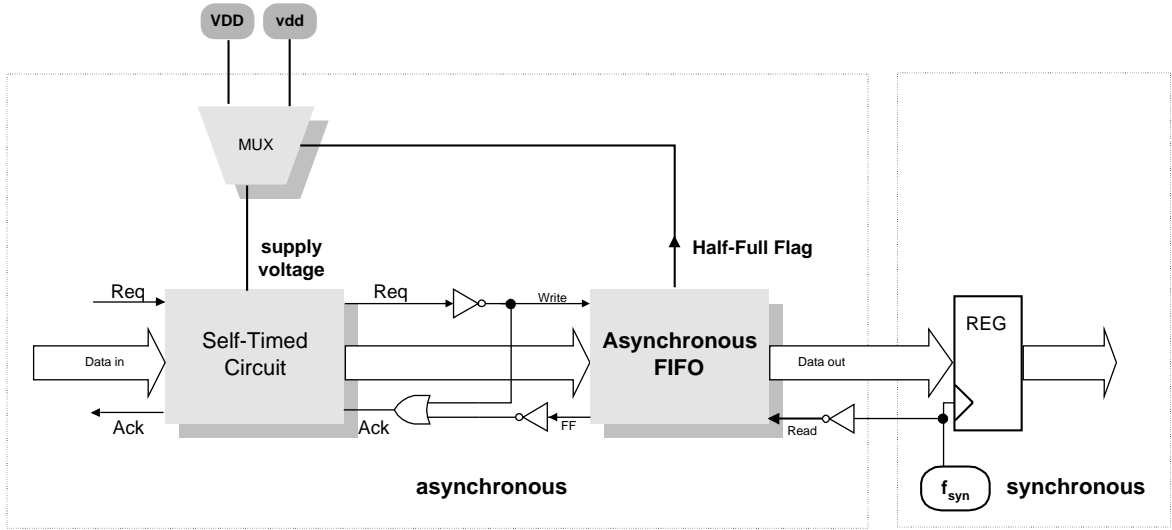 VDD
vdd
MUX
supply
voltage
Half-Full Flag
Req
Req
Write
Self-Timed
Circuit
Asynchronous
FIFO
REG
Data in
Data out
Ack
Ack
FF
Read
asynchronous
fsyn
synchronous